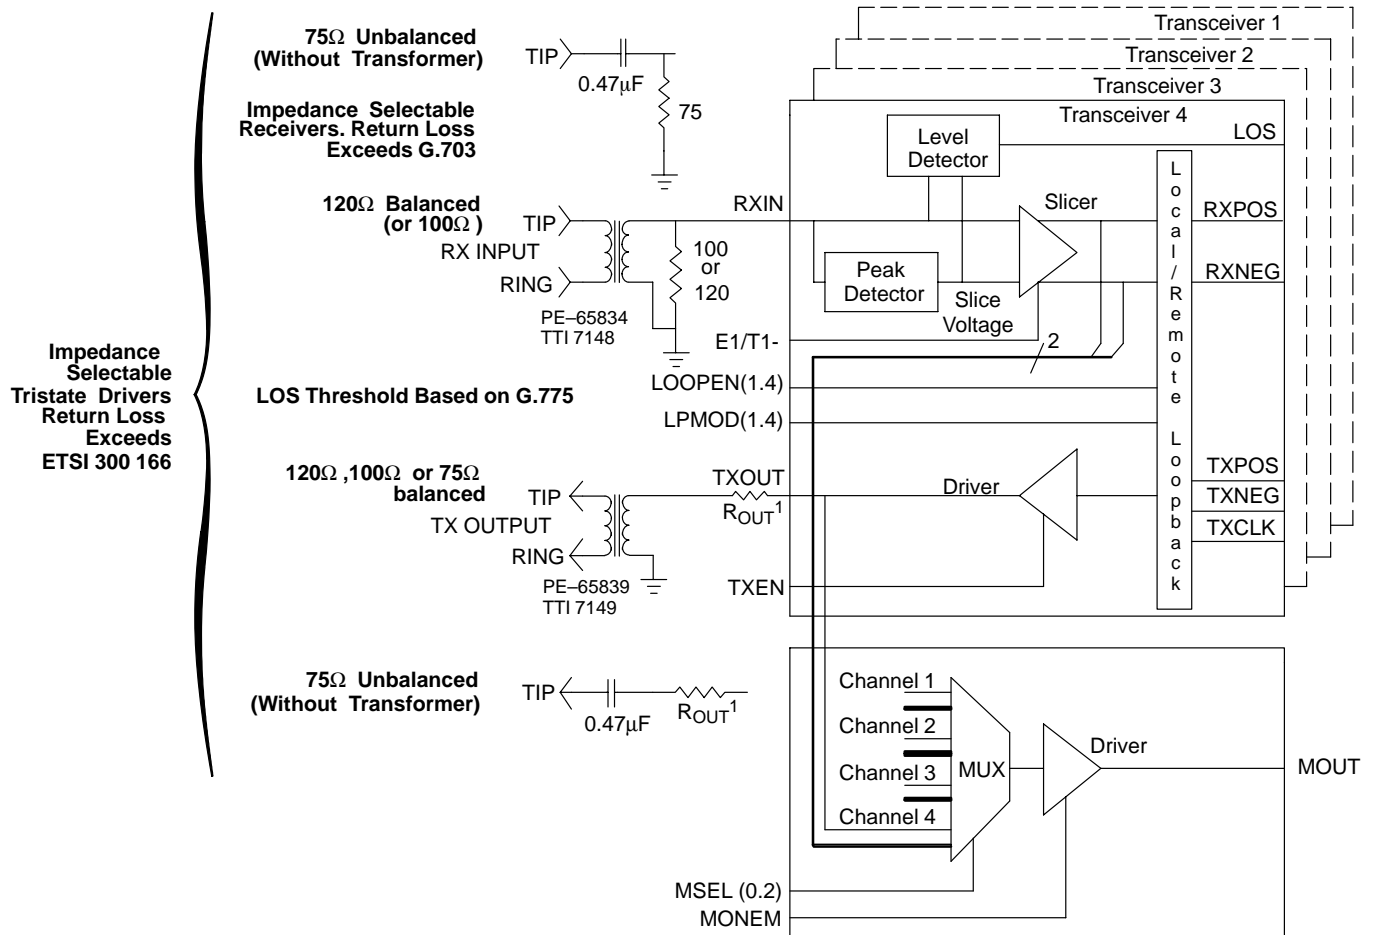 Transceiver 1
Transceiver 2
Transceiver 3
Transceiver 4
75Ω Unbalanced
(Without Transformer)
TIP
0.47µF
75
Impedance Selectable
Receivers. Return Loss
Exceeds G.703
Level
Detector
LOS
120Ω Balanced
(or 100Ω )
TIP
RX INPUT
RING
100
or
120
PE–65834
TTI 7148
RXIN
Peak
Detector
Slicer
Slice
Voltage
RXPOS
RXNEG
E1/T1-
2
LOOPEN(1.4)
LPMOD(1.4)
Local/Remote Loopback
Impedance
Selectable
Tristate Drivers
Return Loss
Exceeds
ETSI 300 166
LOS Threshold Based on G.775
120Ω ,100Ω or 75Ω
balanced
TIP
TX OUTPUT
RING
PE–65839
TTI 7149
TXOUT
ROUT1
Driver
TXPOS
TXNEG
TXCLK
TXEN
75Ω Unbalanced
(Without Transformer)
TIP
0.47µF
ROUT1
Channel 1
Channel 2
Channel 3
Channel 4
MUX
Driver
MOUT
MSEL (0.2)
MONEM